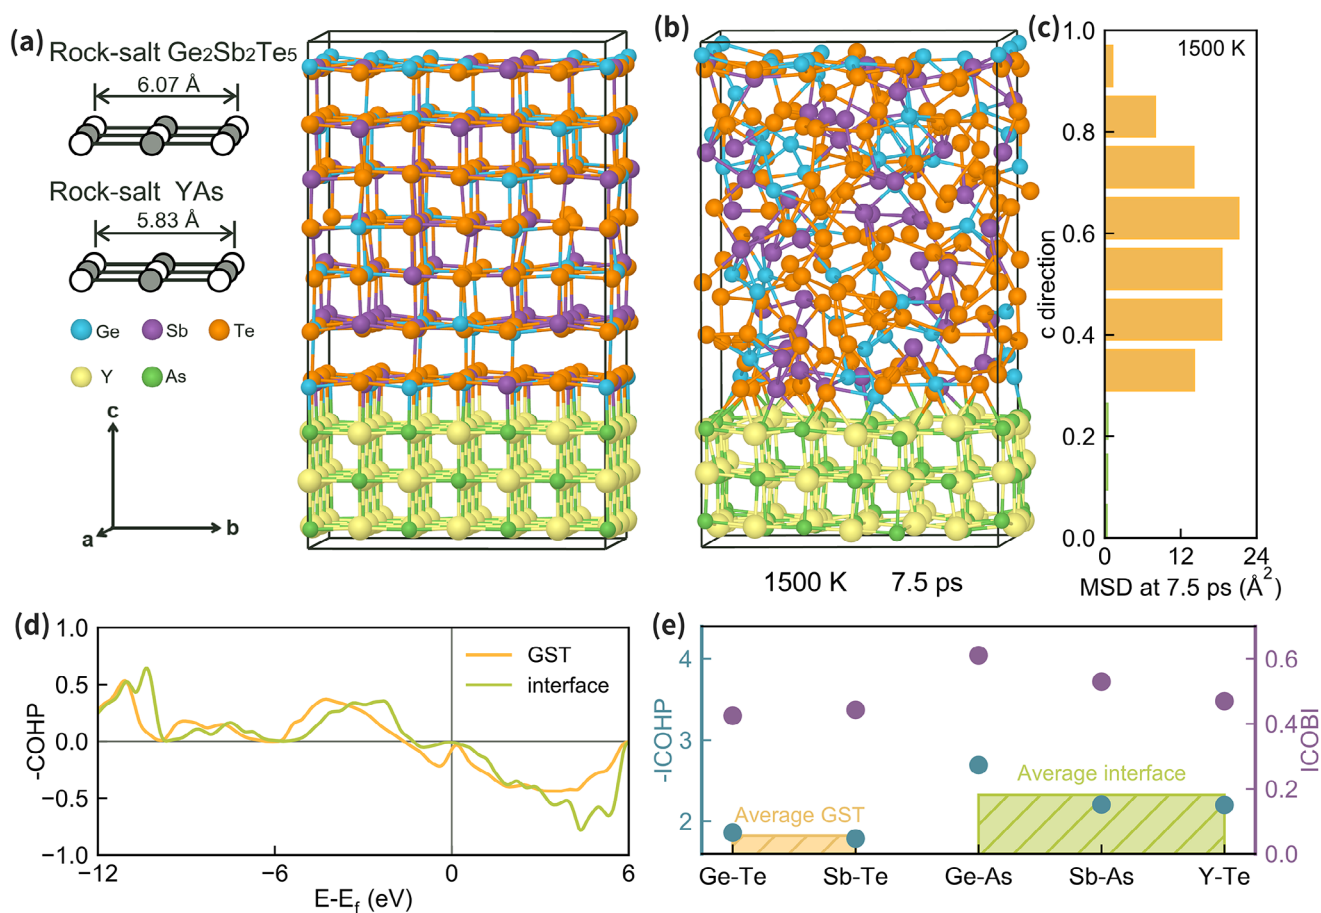 (a)
Rock-salt Ge₂Sb₂Te₅
6.07 Å
Rock-salt YAs
5.83 Å
Ge
Sb
Te
Y
As
c
a
b
(b)
1500 K
7.5 ps
(c)
1500 K
1.0
0.8
0.6
0.4
0.2
0.0
c direction
0
12
24
MSD at 7.5 ps (Å²)
(d)
1.0
0.5
0.0
−0.5
−1.0
-COHP
GST
interface
−12
−6
0
6
E-E_f (eV)
(e)
4
3
2
-ICOHP
Average GST
Average interface
0.6
0.4
0.2
0.0
ICOBI
Ge-Te
Sb-Te
Ge-As
Sb-As
Y-Te